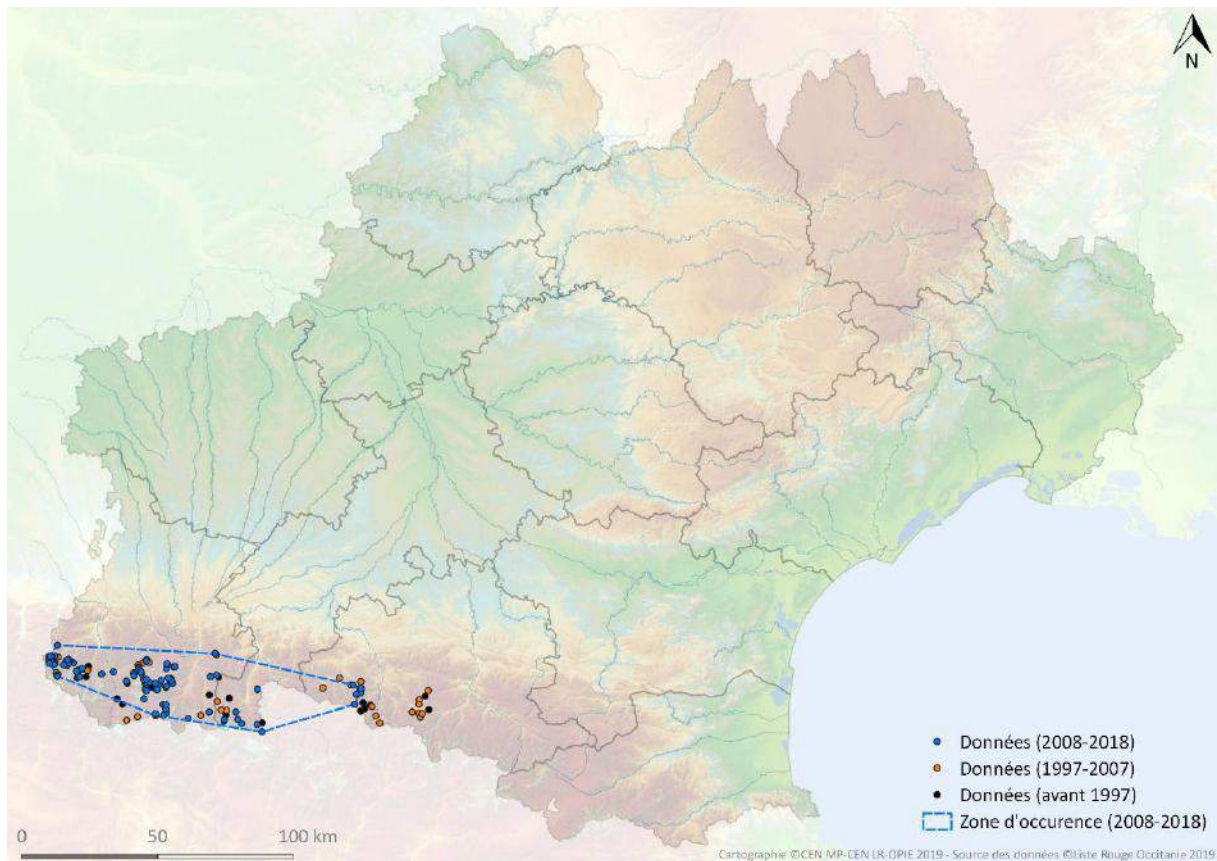 N
Données (2008-2018)
Données (1997-2007)
Données (avant 1997)
Zone d'occurence (2008-2018)
0 50 100 km
Cartographie ©CEN MP-CEN LR-OPIE 2019 - Source des données ©Liste Rouge Occitanie 2019